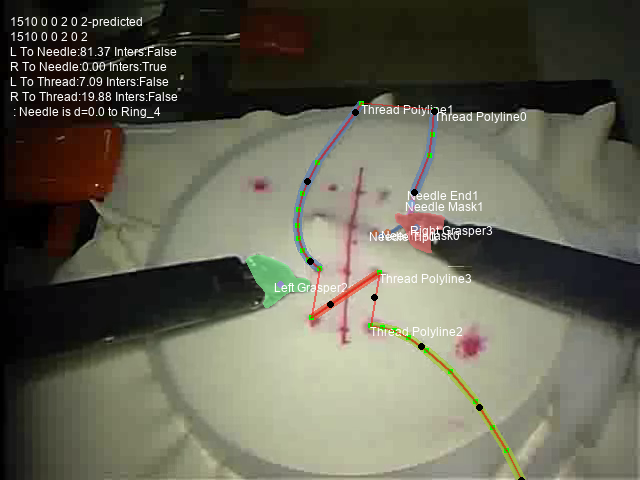 1510 0 0 2 0 2-predicted
1510 0 0 2 0 2
L To Needle:81.37 Inters:False
R To Needle:0.00 Inters:True
L To Thread:7.09 Inters:False
R To Thread:19.88 Inters:False
: Needle is d=0.0 to Ring_4
Thread Polyline1
Thread Polyline0
Needle End1
Needle Mask1
Right Grasper3
Left Grasper2
Thread Polyline3
Thread Polyline2